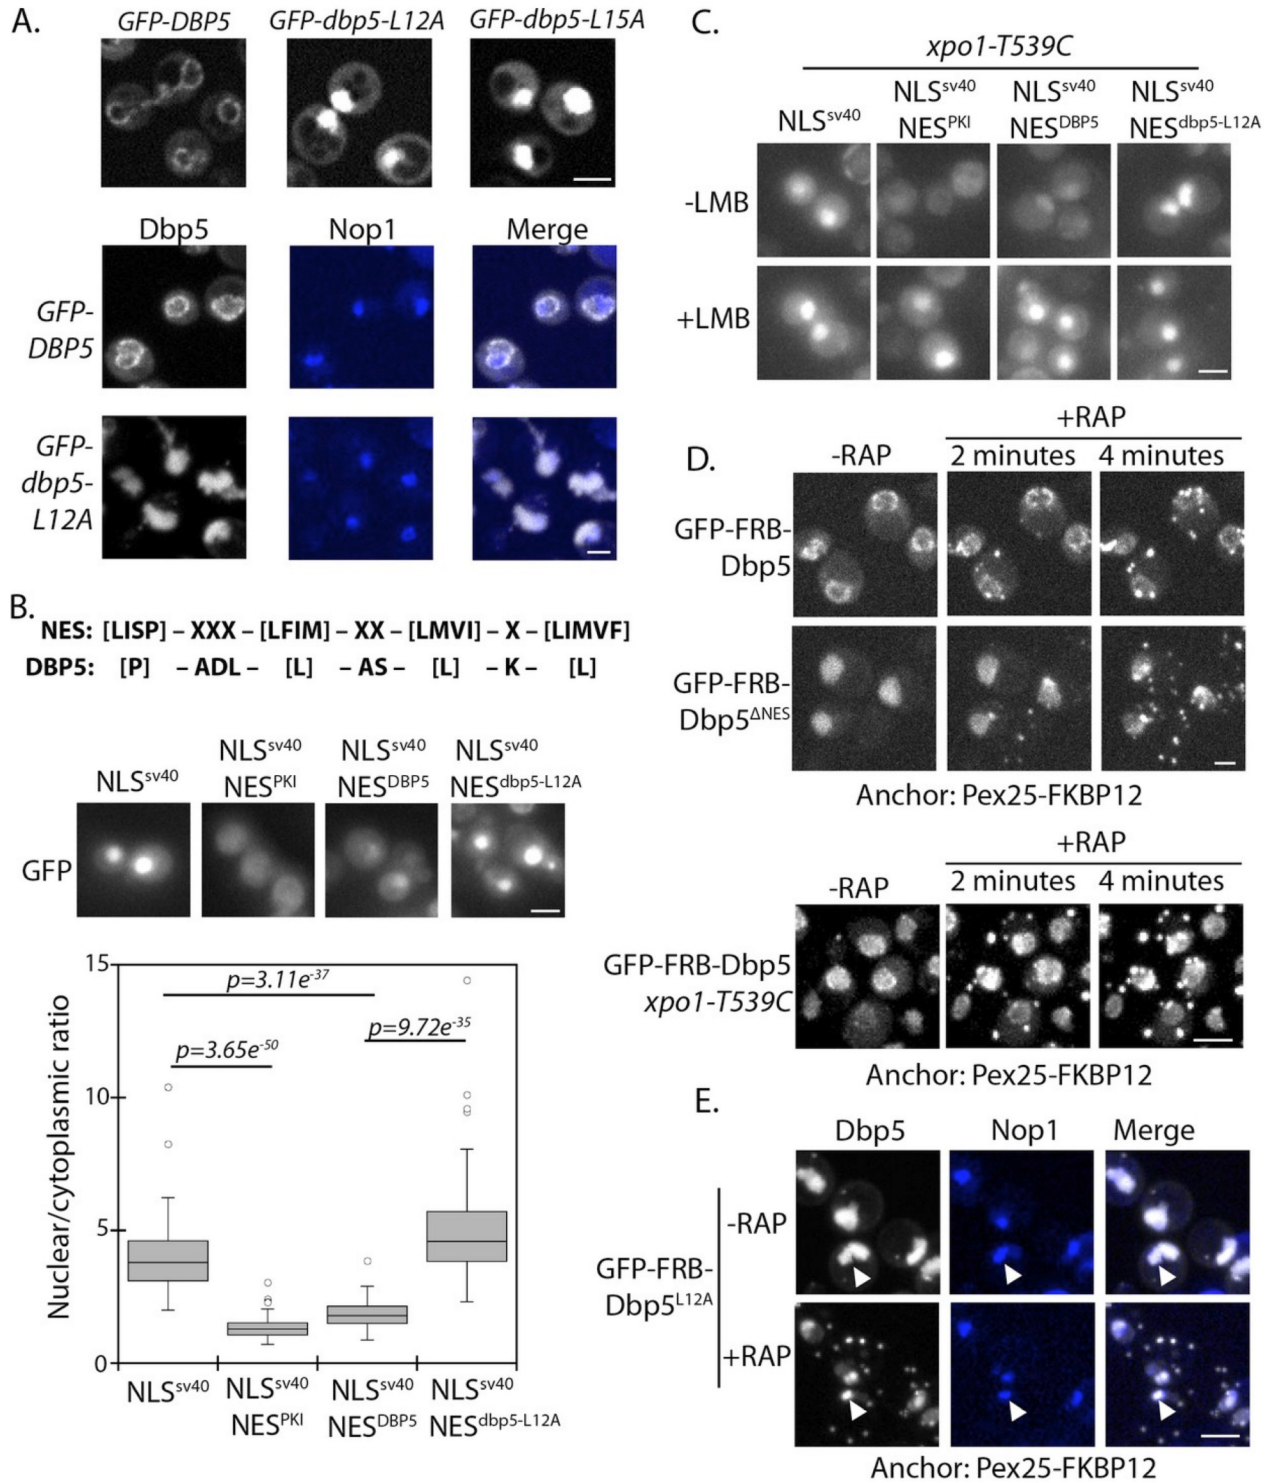 A.
GFP-DBP5 GFP-dbp5-L12A GFP-dbp5-L15A
Dbp5 Nop1 Merge
GFP-
DBP5
GFP-
dbp5-
L12A
B.
NES: [LISP] – XXX – [LFIM] – XX – [LMVI] – X – [LIMVF]
DBP5: [P] – ADL – [L] – AS – [L] – K – [L]
NLSsv40
NLSsv40
NESPKI
NLSsv40
NESDBP5
NLSsv40
NESdbp5-L12A
GFP
Nuclear/cytoplasmic ratio
15
10
5
0
p=3.11e-37
p=3.65e-50
p=9.72e-35
NLSsv40
NLSsv40
NESPKI
NLSsv40
NESDBP5
NLSsv40
NESdbp5-L12A
C.
xpo1-T539C
NLSsv40
NLSsv40
NESPKI
NLSsv40
NESDBP5
NLSsv40
NESdbp5-L12A
-LMB
+LMB
D.
+RAP
-RAP 2 minutes 4 minutes
GFP-FRB-
Dbp5
GFP-FRB-
Dbp5ΔNES
Anchor: Pex25-FKBP12
+RAP
-RAP 2 minutes 4 minutes
GFP-FRB-Dbp5
xpo1-T539C
Anchor: Pex25-FKBP12
E.
Dbp5 Nop1 Merge
-RAP
GFP-FRB-
Dbp5L12A
+RAP
Anchor: Pex25-FKBP12